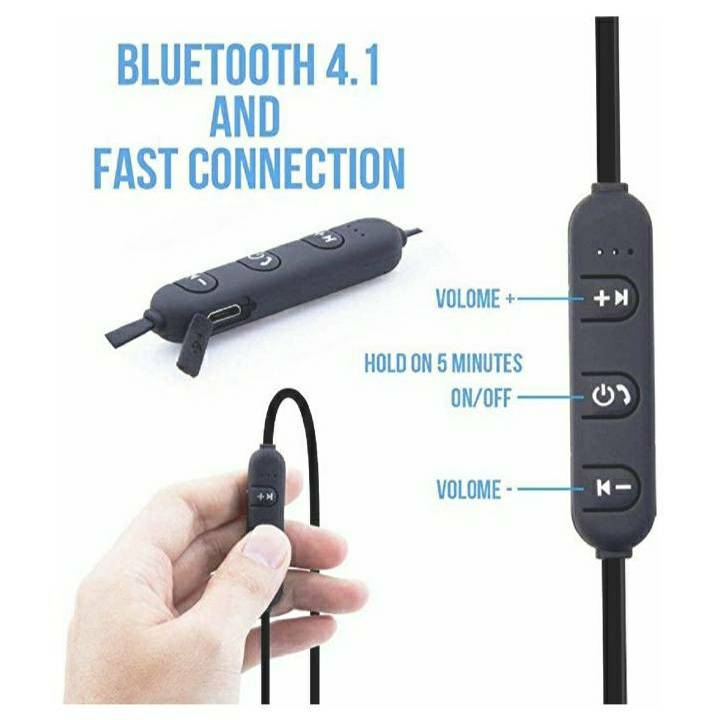 BLUETOOTH 4.1
AND
FAST CONNECTION
VOLOME +
HOLD ON 5 MINUTES
ON/OFF
VOLOME -